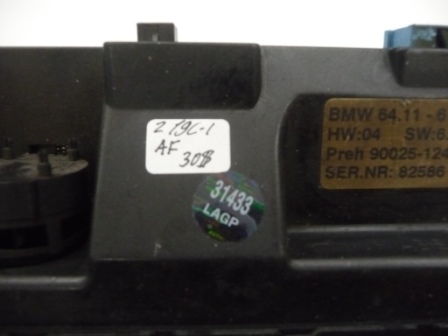 2 19C-1
AF
30$
31433
LAGP
BMW 64.11 - 6
HW:04 SW:6.
Preh 90025-124
SER.NR: 82586